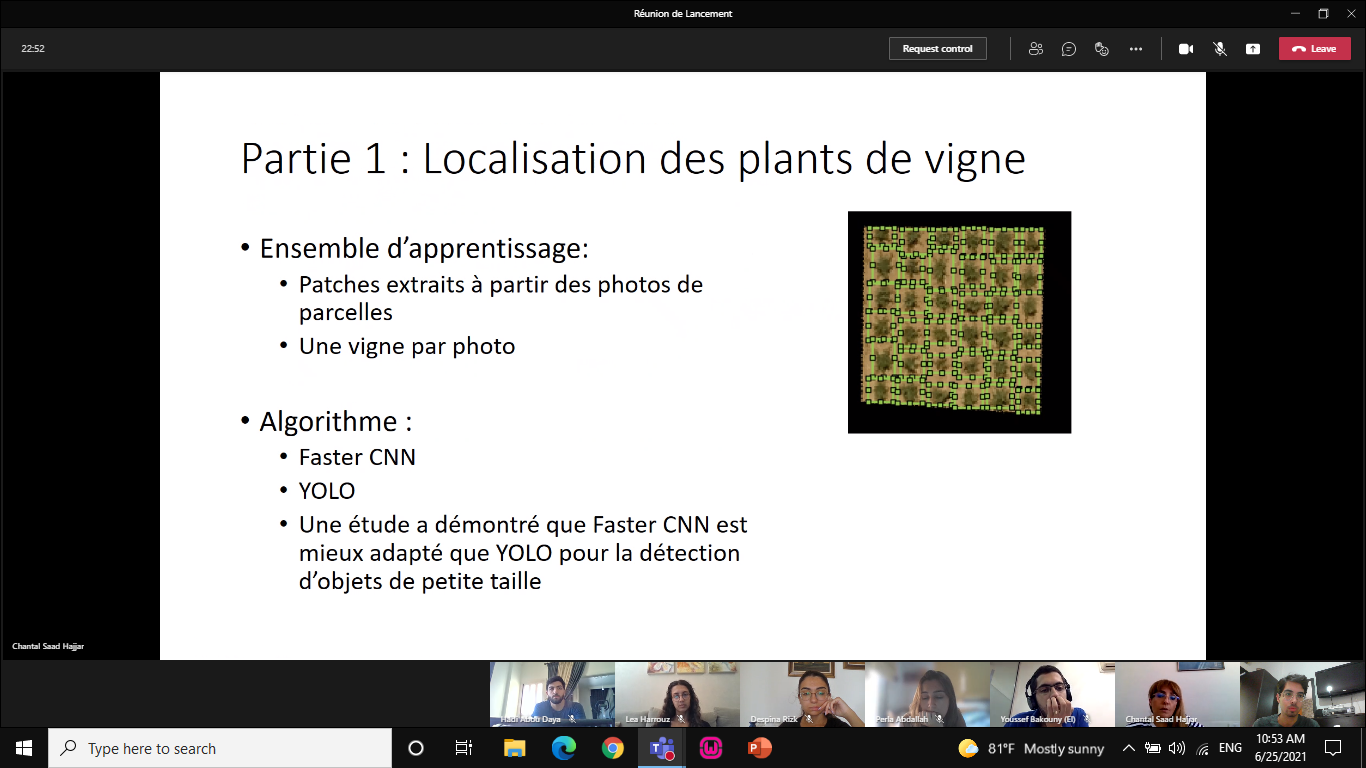 Réunion de Lancement
22:52
Request control
Leave
Partie 1 : Localisation des plants de vigne
• Ensemble d’apprentissage:
• Patches extraits à partir des photos de
parcelles
• Une vigne par photo
• Algorithme :
• Faster CNN
• YOLO
• Une étude a démontré que Faster CNN est
mieux adapté que YOLO pour la détection
d’objets de petite taille
Chantal Saad Hajjar
Hadi Abdu Daya
Lea Harrouz
Despina Rizk
Perla Abdallah
Youssef Bakouny (El)
Chantal Saad Hajjar
Type here to search
81°F Mostly sunny
ENG
10:53 AM
6/25/2021